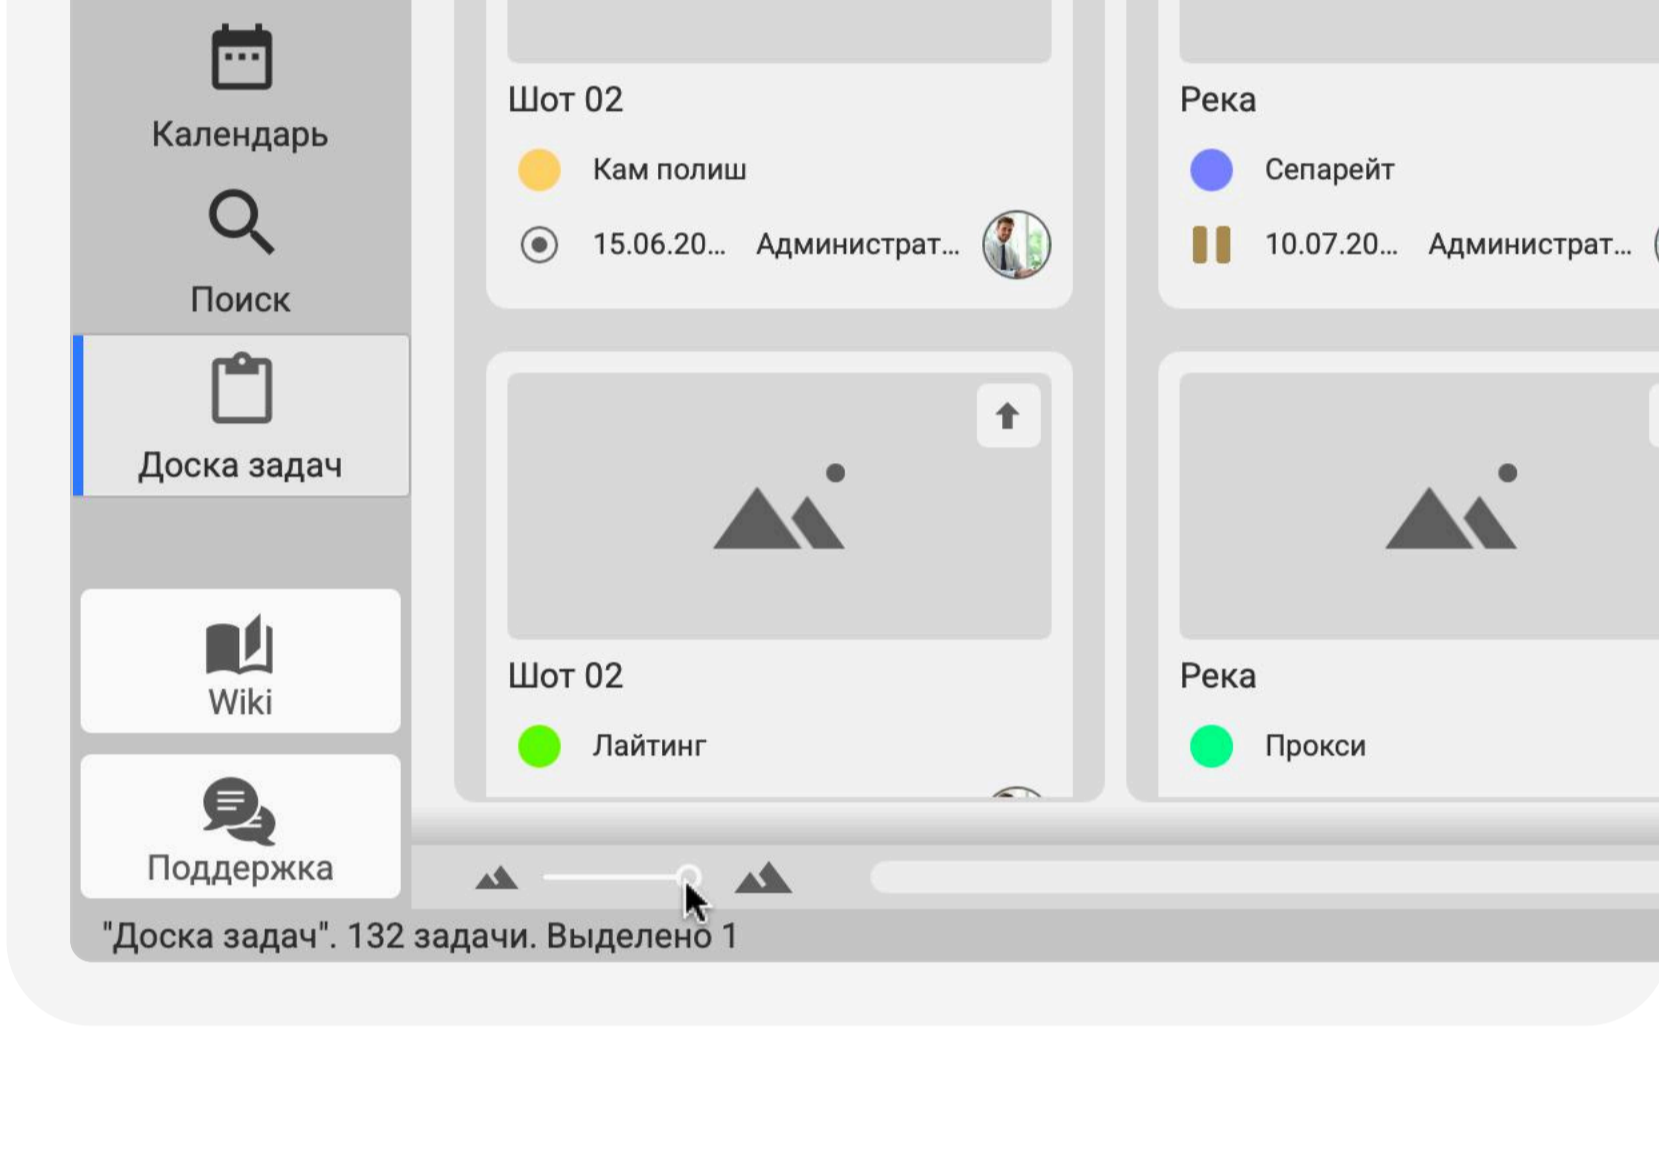 Календарь
Поиск
Доска задач
Wiki
Поддержка
Шот 02
Кам полиш
15.06.20... Администрат...
Шот 02
Лайтинг
Река
Сепарейт
10.07.20... Администрат...
Река
Прокси
"Доска задач". 132 задачи. Выделено 1